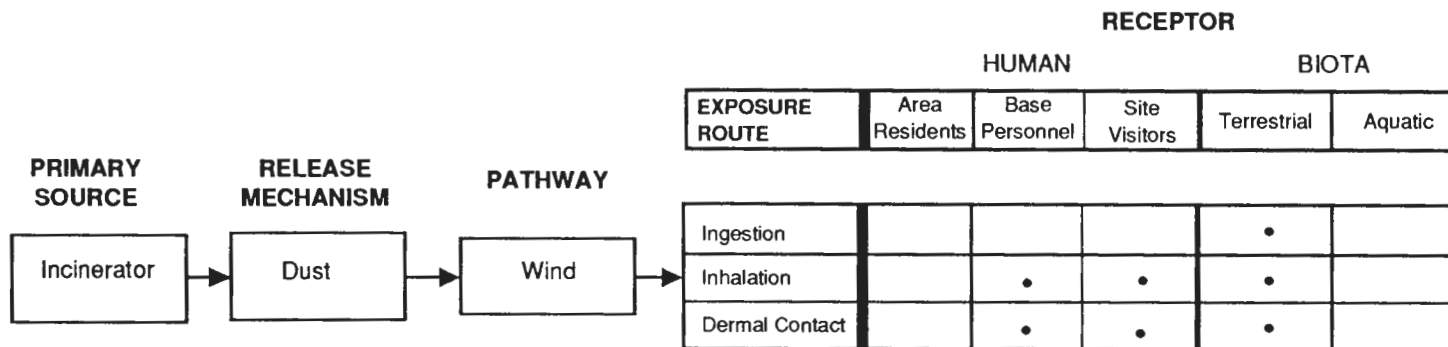 RECEPTOR
HUMAN BIOTA
EXPOSURE ROUTE
Area Residents
Base Personnel
Site Visitors
Terrestrial
Aquatic
PRIMARY SOURCE
RELEASE MECHANISM
PATHWAY
Incinerator
Dust
Wind
Ingestion •
Inhalation • • •
Dermal Contact • • •